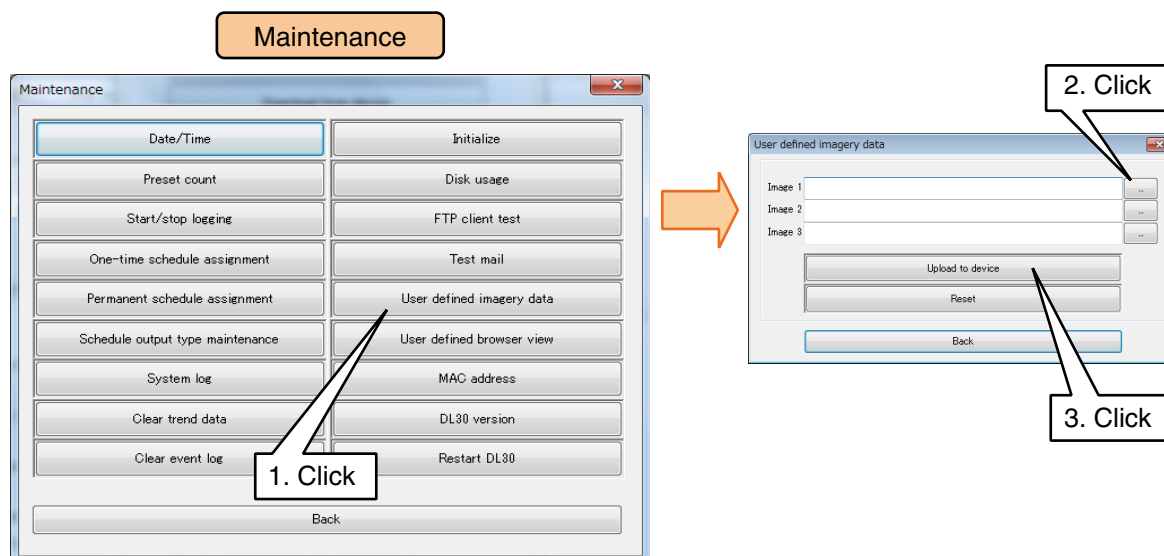 Maintenance
Maintenance
Date/Time
Initialize
Preset count
Disk usage
Start/stop logging
FTP client test
One-time schedule assignment
Test mail
Permanent schedule assignment
User defined imagery data
Schedule output type maintenance
User defined browser view
System log
MAC address
Clear trend data
DL30 version
Clear event log
Restart DL30
1. Click
Back
2. Click
User defined imagery data
Image 1
..
Image 2
..
Image 3
..
Upload to device
Reset
Back
3. Click